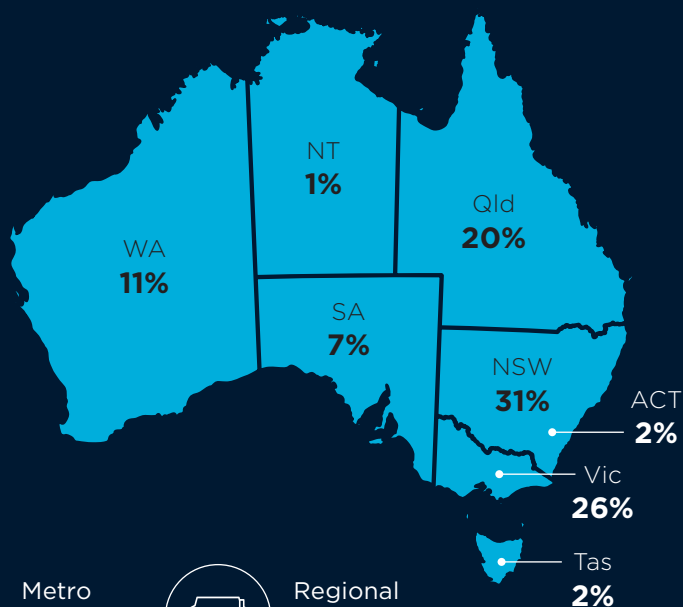 NT
1%
Qld
20%
WA
11%
SA
7%
NSW
31%
ACT
2%
Vic
26%
Tas
2%
Metro
Regional